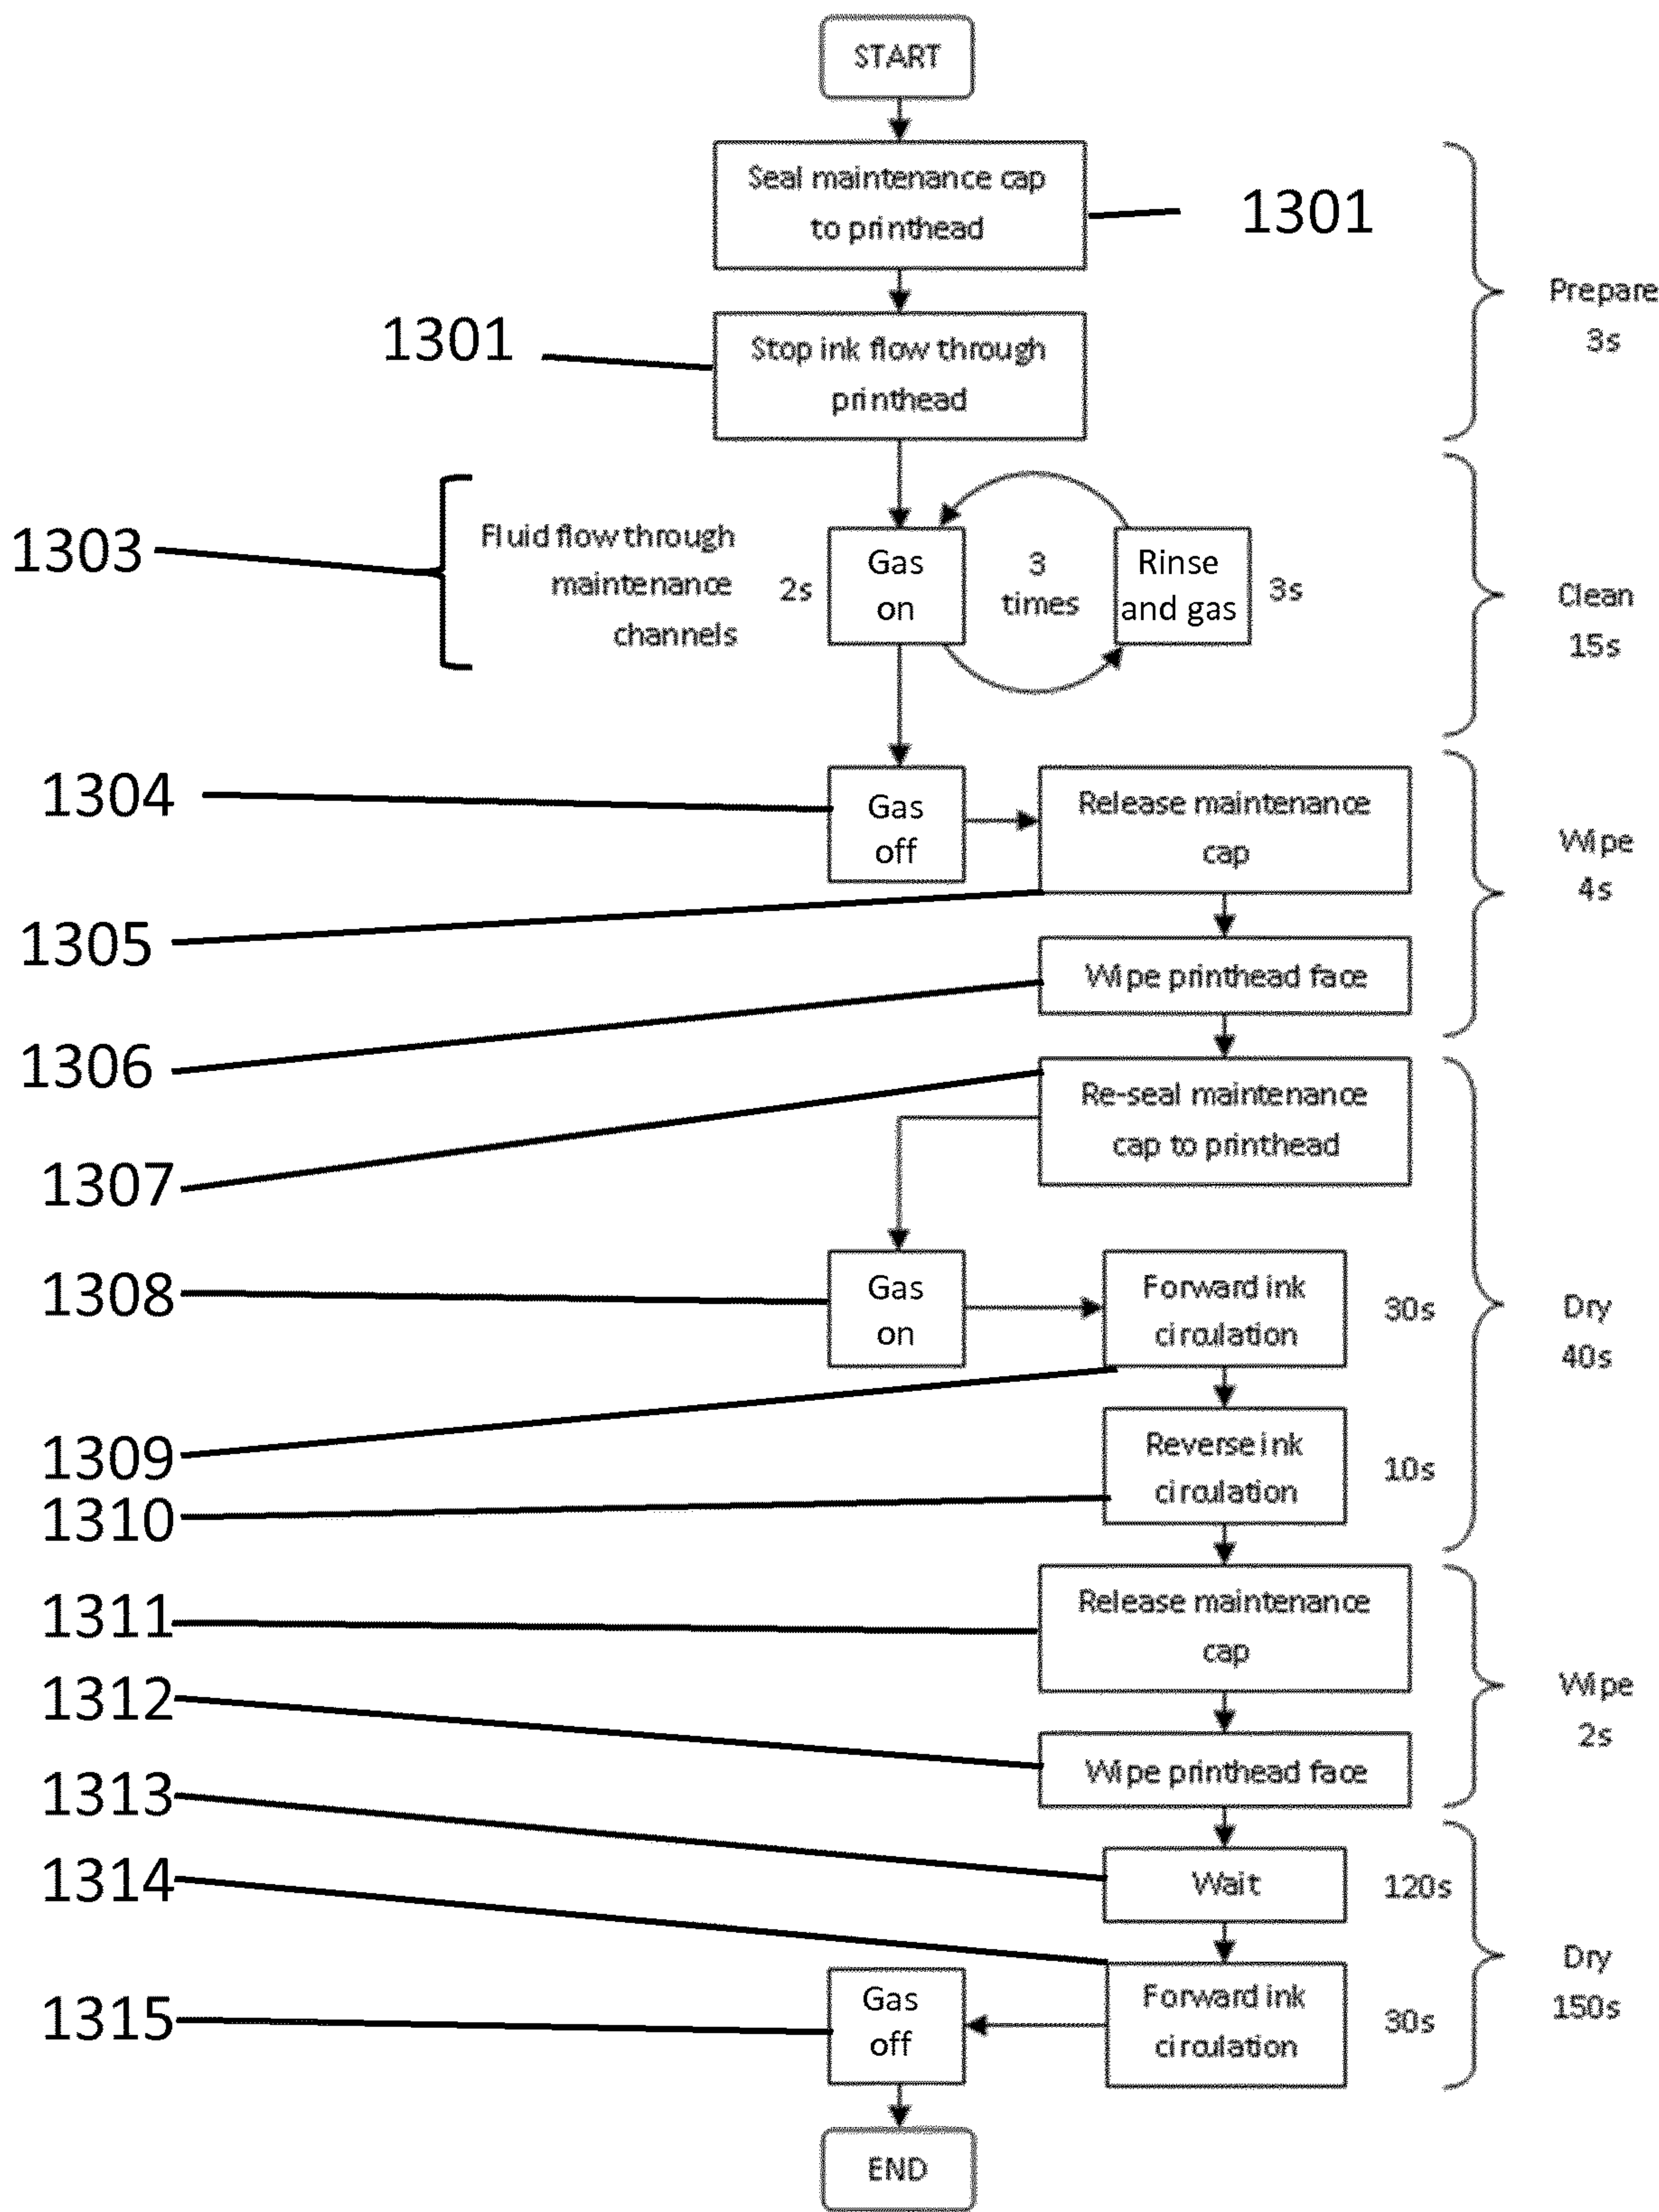 START
Seal maintenance cap
to printhead
1301
Prepare
3s
1301
Stop ink flow through
printhead
1303
Fluid flow through
maintenance
channels
2s
Gas
on
3
times
Rinse
and gas
3s
Clean
15s
1304
Gas
off
Release maintenance
cap
Wipe
4s
1305
Wipe printhead face
1306
Re-seal maintenance
cap to printhead
1307
1308
Gas
on
Forward ink
circulation
30s
Dry
40s
1309
Reverse ink
circulation
10s
1310
Release maintenance
cap
1311
Wipe
2s
1312
Wipe printhead face
1313
Wait
120s
1314
Forward ink
circulation
30s
Dry
150s
Gas
off
1315
END